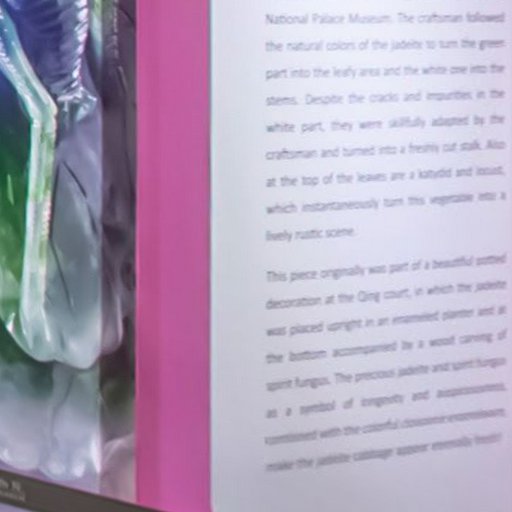 National Palace Museum. The craftsman followed
the natural colors of the jadeite to turn the green
part into the leafy area and the white one into the
stems. Despite the cracks and impurities in the
white part, they were skillfully adapted by the
craftsman and turned into a freshly cut stalk. Also
at the top of the leaves are a katydid and locust,
which instantaneously turn this vegetable into a
lively rustic scene.
This piece originally was part of a beautiful potted
decoration at the Qing court, in which the jadeite
was placed upright in an enameled planter and at
the bottom accompanied by a wood carving of
spirit fungus. The precious jadeite and spirit fungus
as a symbol of longevity and auspiciousness,
combined with the colorful cloisonné
make the jadeite cabbage appear